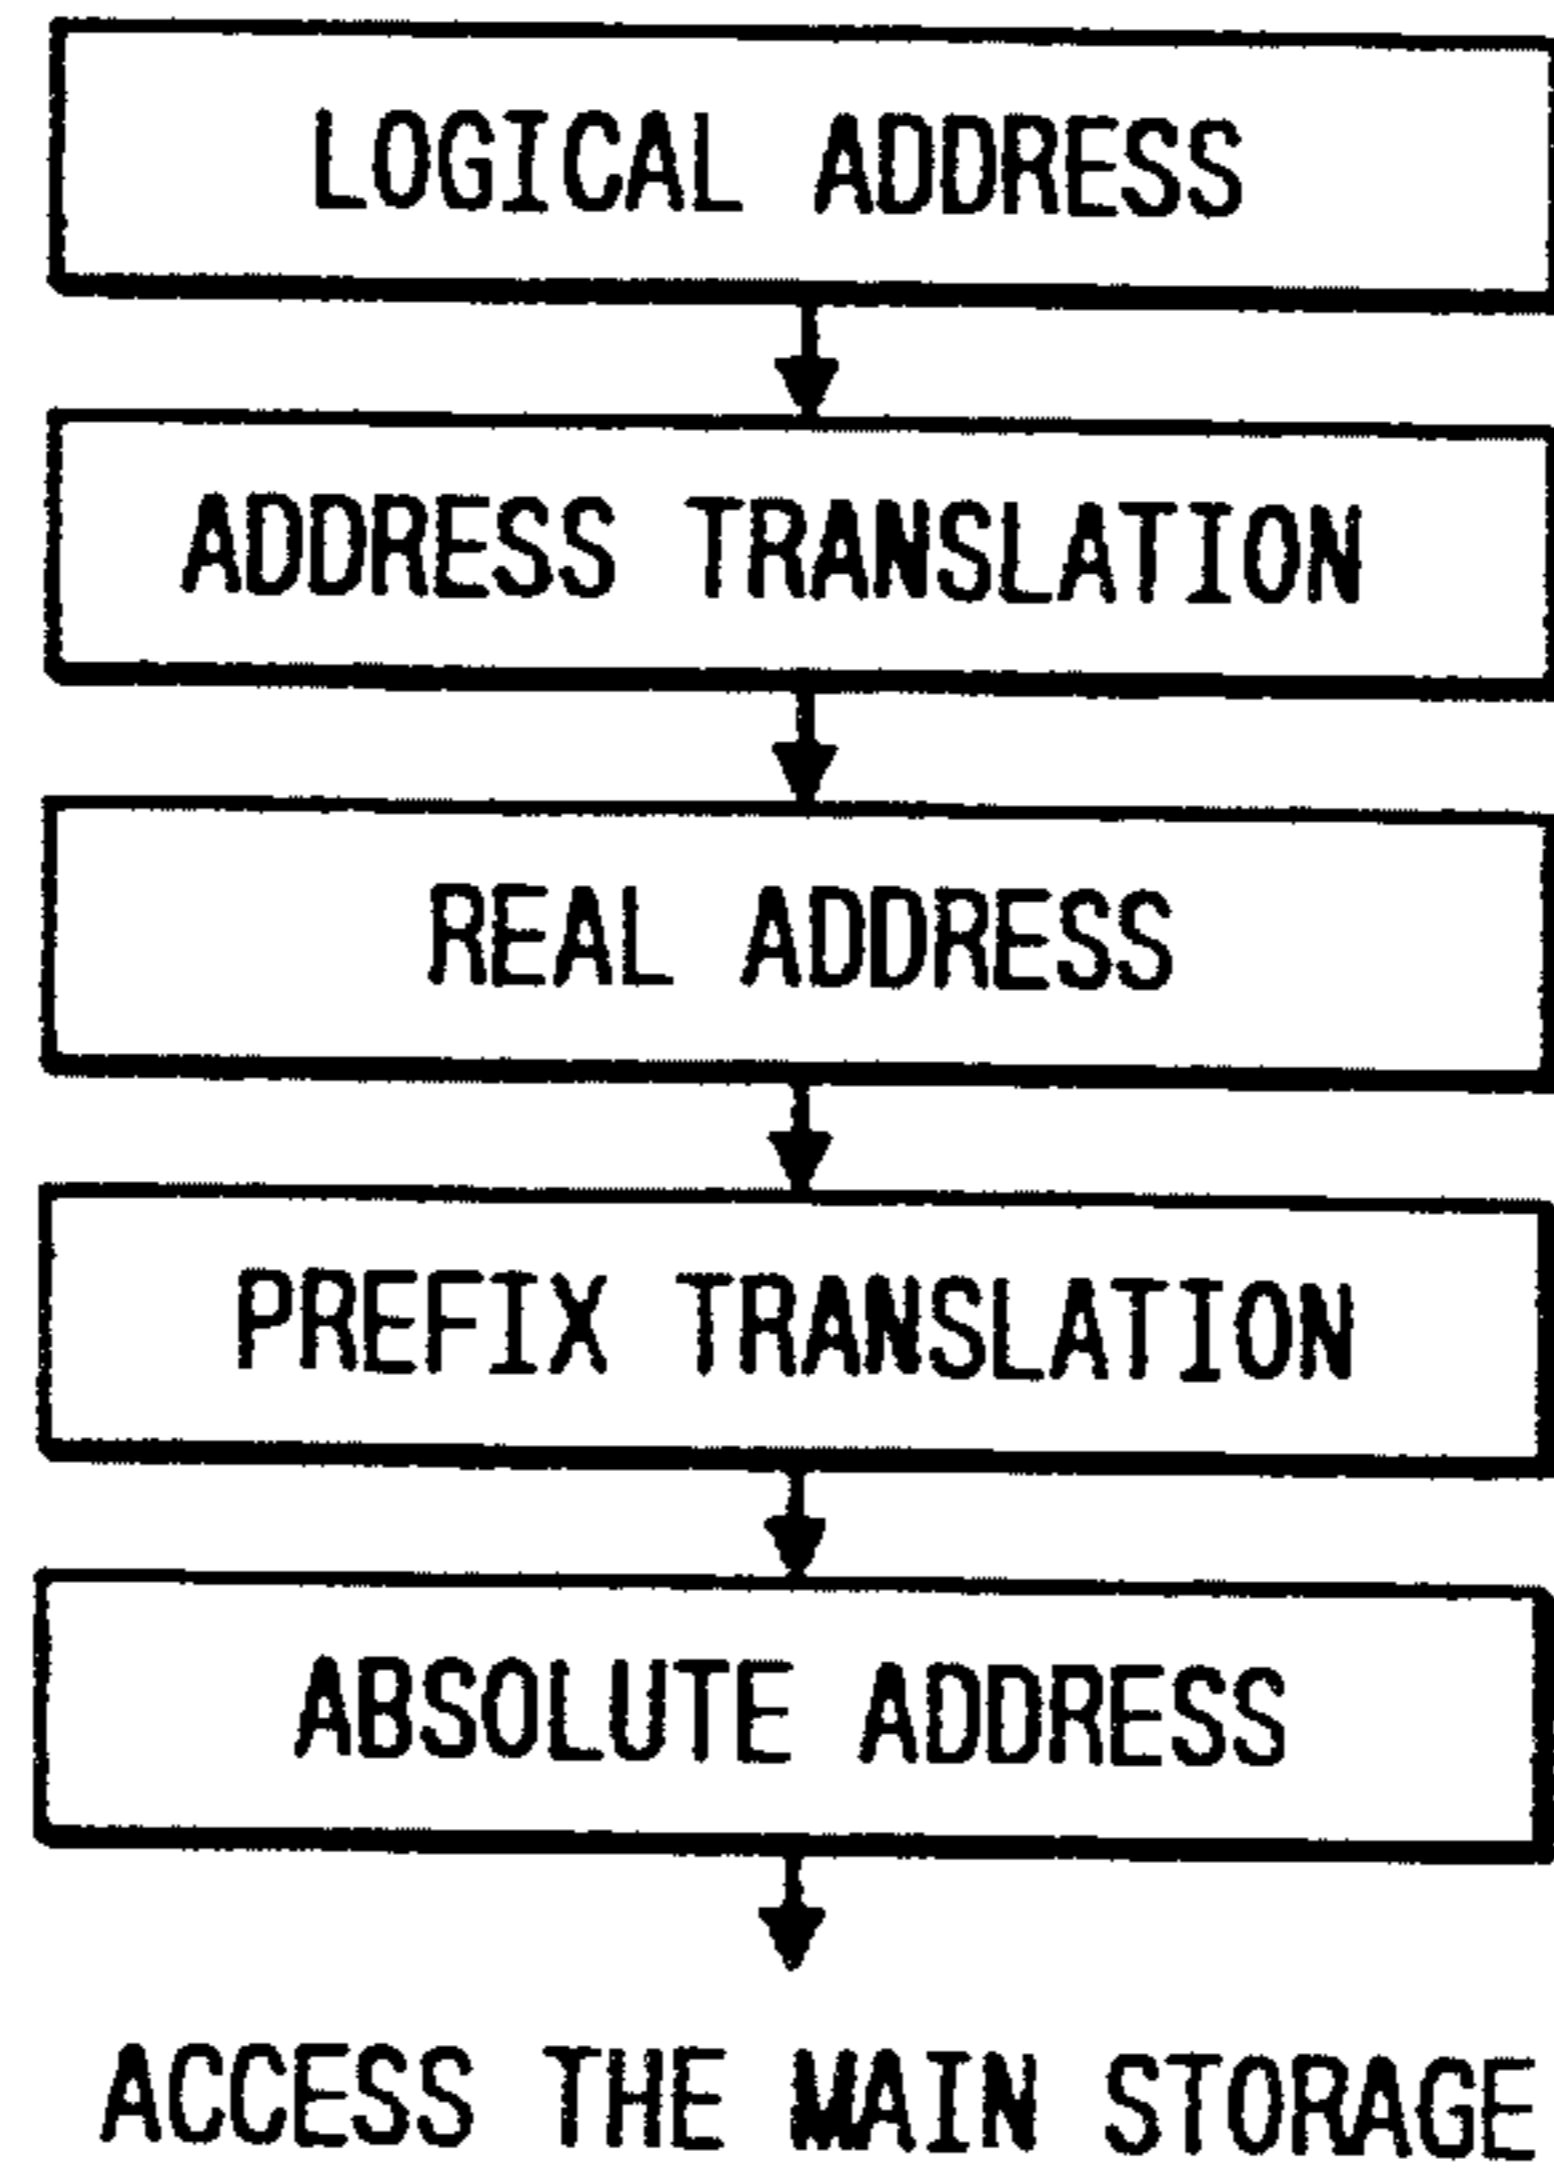 LOGICAL ADDRESS
ADDRESS TRANSLATION
REAL ADDRESS
PREFIX TRANSLATION
ABSOLUTE ADDRESS
ACCESS THE MAIN STORAGE